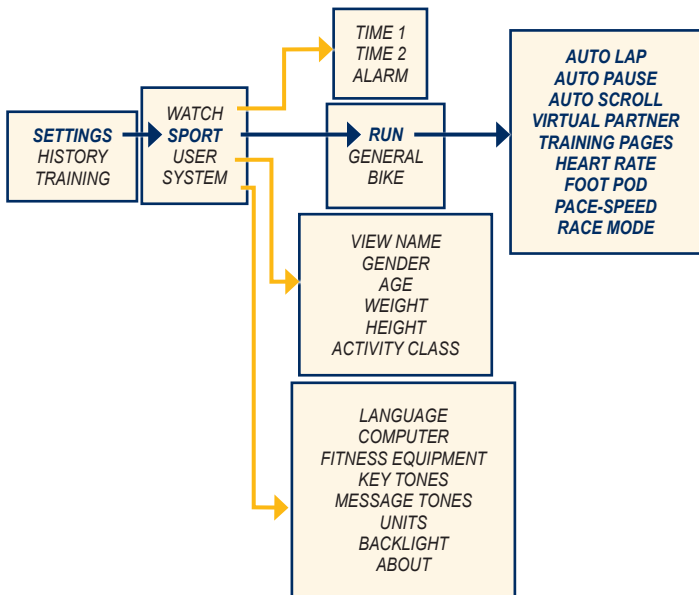 SETTINGS
HISTORY
TRAINING
WATCH
SPORT
USER
SYSTEM
TIME 1
TIME 2
ALARM
RUN
GENERAL
BIKE
AUTO LAP
AUTO PAUSE
AUTO SCROLL
VIRTUAL PARTNER
TRAINING PAGES
HEART RATE
FOOT POD
PACE-SPEED
RACE MODE
VIEW NAME
GENDER
AGE
WEIGHT
HEIGHT
ACTIVITY CLASS
LANGUAGE
COMPUTER
FITNESS EQUIPMENT
KEY TONES
MESSAGE TONES
UNITS
BACKLIGHT
ABOUT